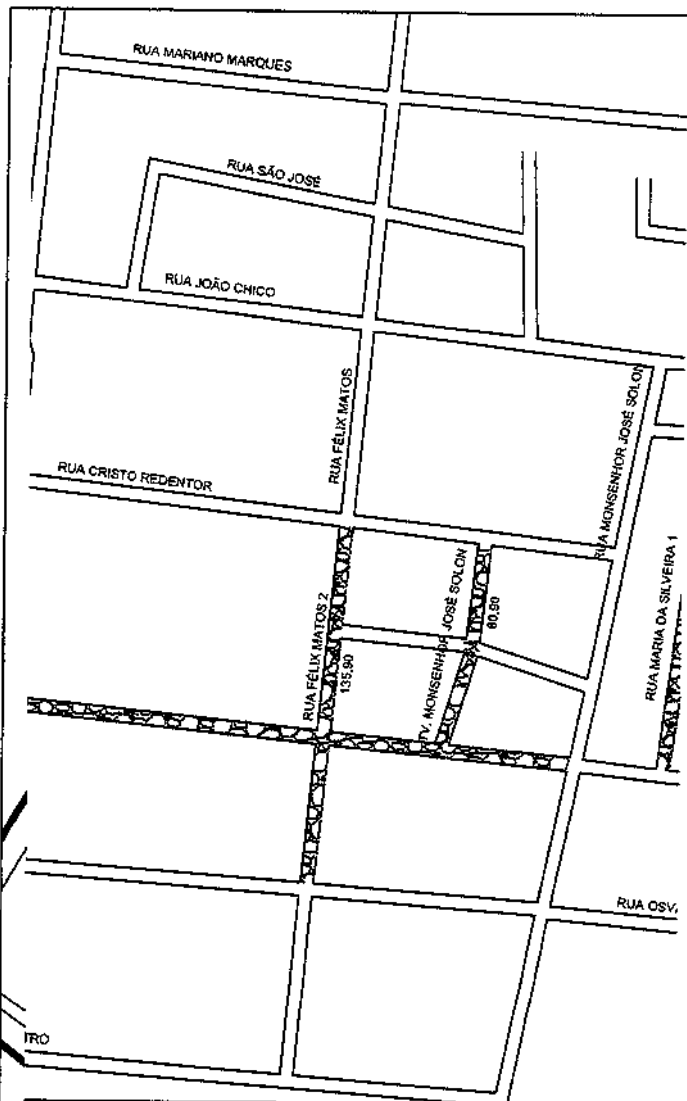 RUA MARIANO MARQUES
RUA SÃO JOSÉ
RUA JOÃO CHICO
RUA FÉLIX MATOS
RUA MONSENHOR JOSÉ SOLON
RUA CRISTO REDENTOR
RUA FÉLIX MATOS 2
135,90
TV. MONSENHOR JOSÉ SOLON
60,90
RUA MARIA DA SILVEIRA 1
RUA OSV
TRO